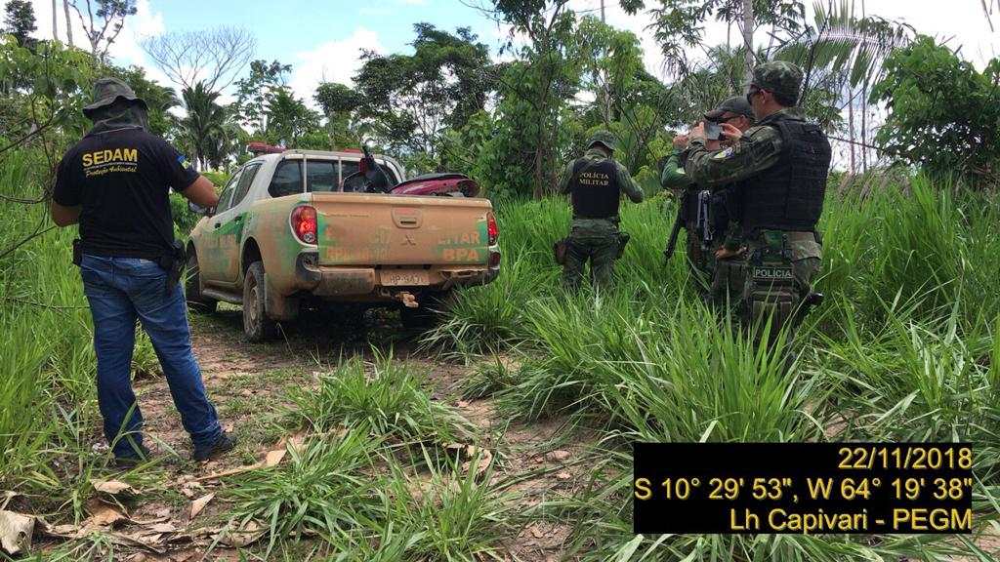 SEDAM
Proteção Ambiental
POLÍCIA
MILITAR
LITAR
BPA
POLÍCIA
22/11/2018
S 10° 29' 53", W 64° 19' 38"
Lh Capivari - PEGM